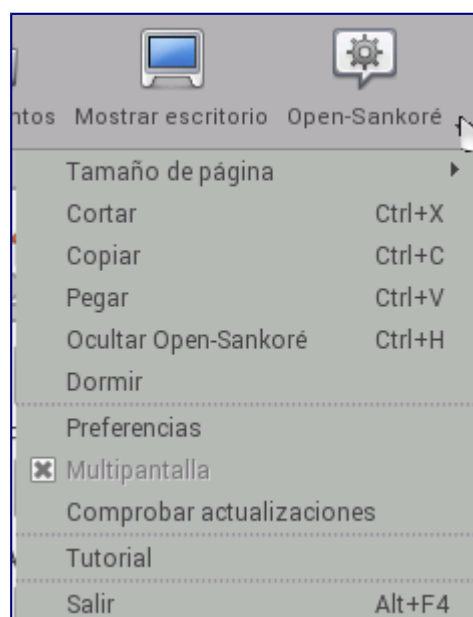 ntos Mostrar escritorio Open-Sankoré
Tamaño de página
Cortar Ctrl+X
Copiar Ctrl+C
Pegar Ctrl+V
Ocultar Open-Sankoré Ctrl+H
Dormir
Preferencias
Multipantalla
Comprobar actualizaciones
Tutorial
Salir Alt+F4